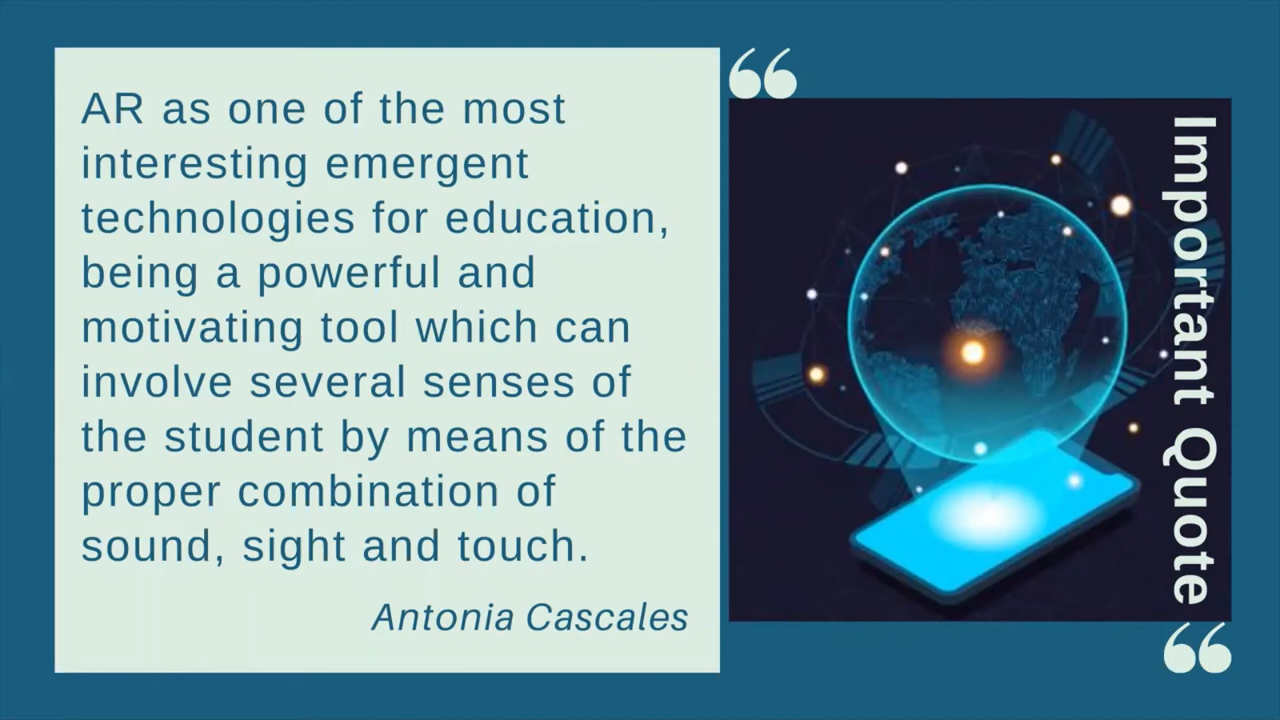 AR as one of the most
interesting emergent
technologies for education,
being a powerful and
motivating tool which can
involve several senses of
the student by means of the
proper combination of
sound, sight and touch.
Antonia Cascales
“
Important Quote
“